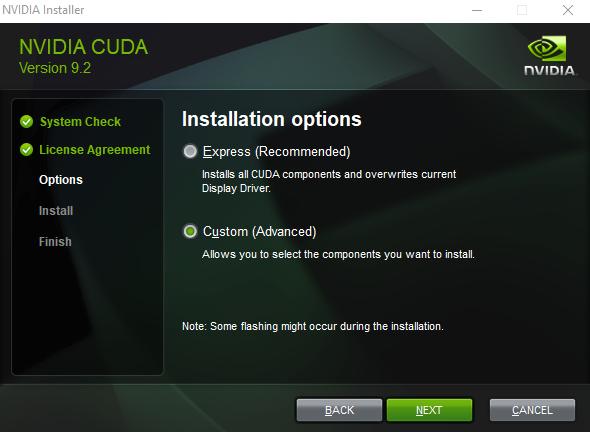 NVIDIA Installer
NVIDIA CUDA
Version 9.2
NVIDIA.
System Check
License Agreement
Options
Install
Finish
Installation options
Express (Recommended)
Installs all CUDA components and overwrites current
Display Driver.
Custom (Advanced)
Allows you to select the components you want to install.
Note: Some flashing might occur during the installation.
BACK
NEXT
CANCEL